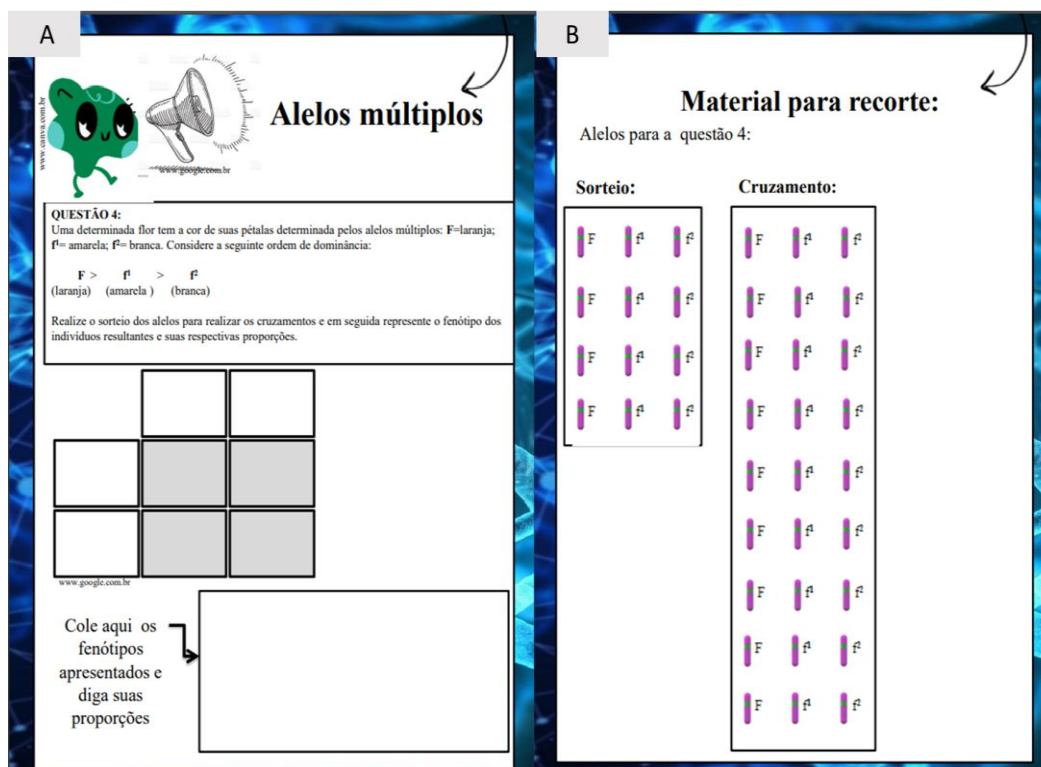 A
www.canva.com.br
www.google.com.br
Alelos múltiplos
QUESTÃO 4:
Uma determinada flor tem a cor de suas pétalas determinada pelos alelos múltiplos: F=laranja;
f¹= amarela; f²= branca. Considere a seguinte ordem de dominância:
F > f¹ > f²
(laranja) (amarela ) (branca)
Realize o sorteio dos alelos para realizar os cruzamentos e em seguida represente o fenótipo dos
indivíduos resultantes e suas respectivas proporções.
www.google.com.br
Cole aqui os
fenótipos
apresentados e
diga suas
proporções
B
Material para recorte:
Alelos para a questão 4:
Sorteio:
F f¹ f²
F f¹ f²
F f¹ f²
F f¹ f²
Cruzamento:
F f¹ f²
F f¹ f²
F f¹ f²
F f¹ f²
F f¹ f²
F f¹ f²
F f¹ f²
F f¹ f²
F f¹ f²